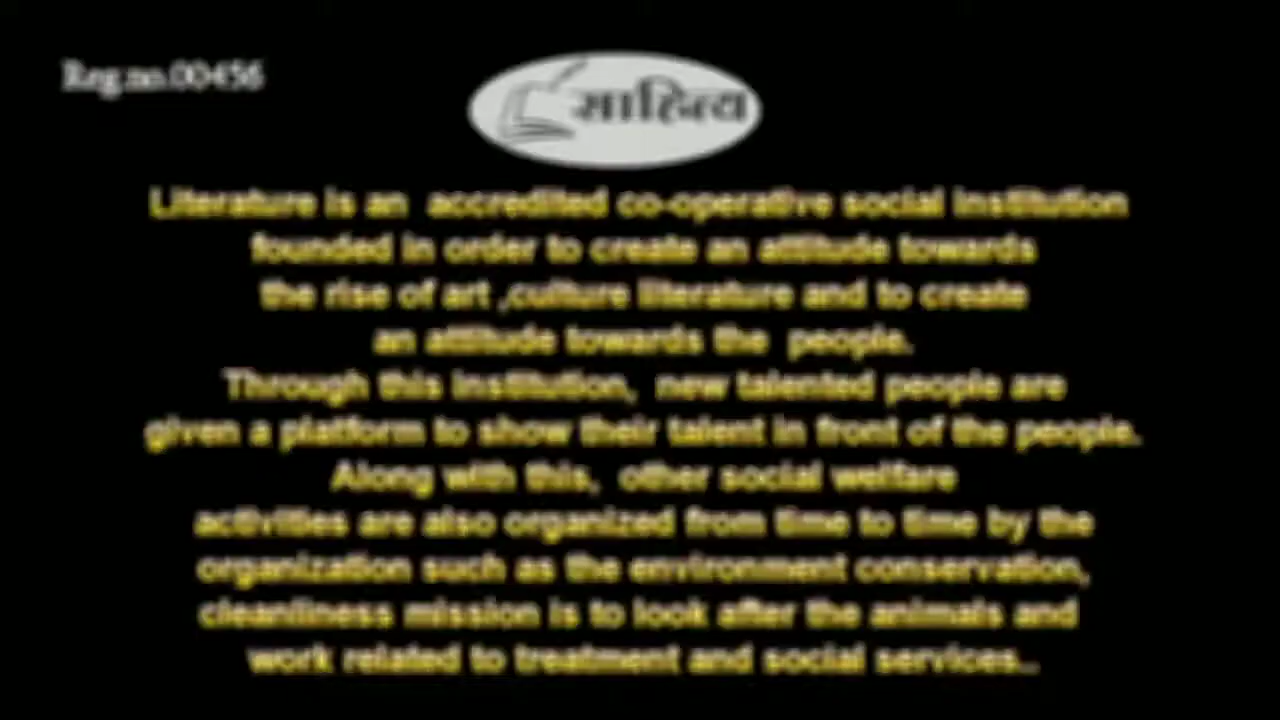 Reg.no.00456
साहित्य
Literature is an accredited co-operative social institution
founded in order to create an attitude towards
the rise of art ,culture literature and to create
an attitude towards the people.
Through this institution, new talented people are
given a platform to show their talent in front of the people.
Along with this, other social welfare
activities are also organized from time to time by the
organization such as the environment conservation,
cleanliness mission is to look after the animals and
work related to treatment and social services..